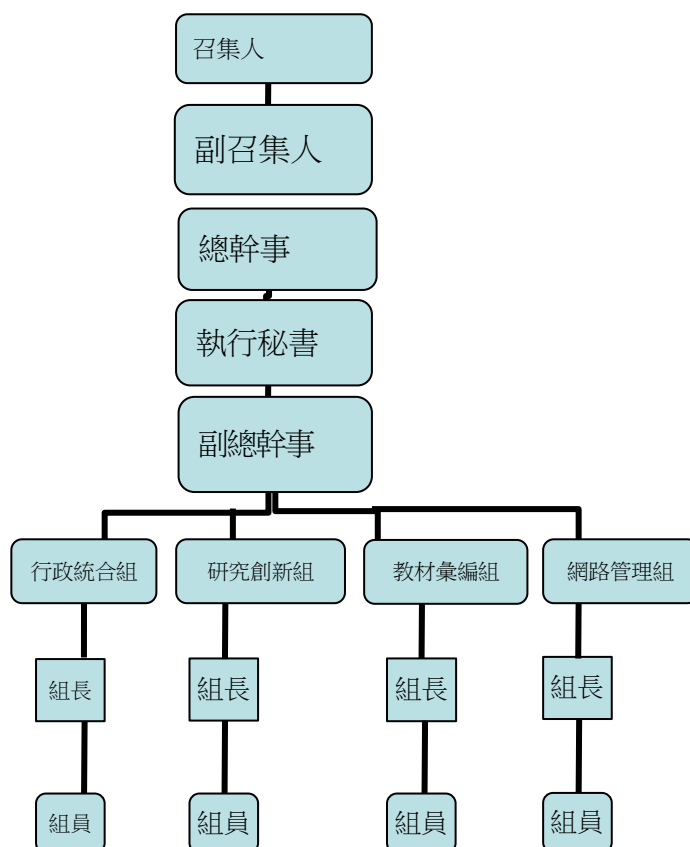 召集人
副召集人
總幹事
執行秘書
副總幹事
行政統合組
研究創新組
教材彙編組
網路管理組
組長
組長
組長
組長
組員
組員
組員
組員